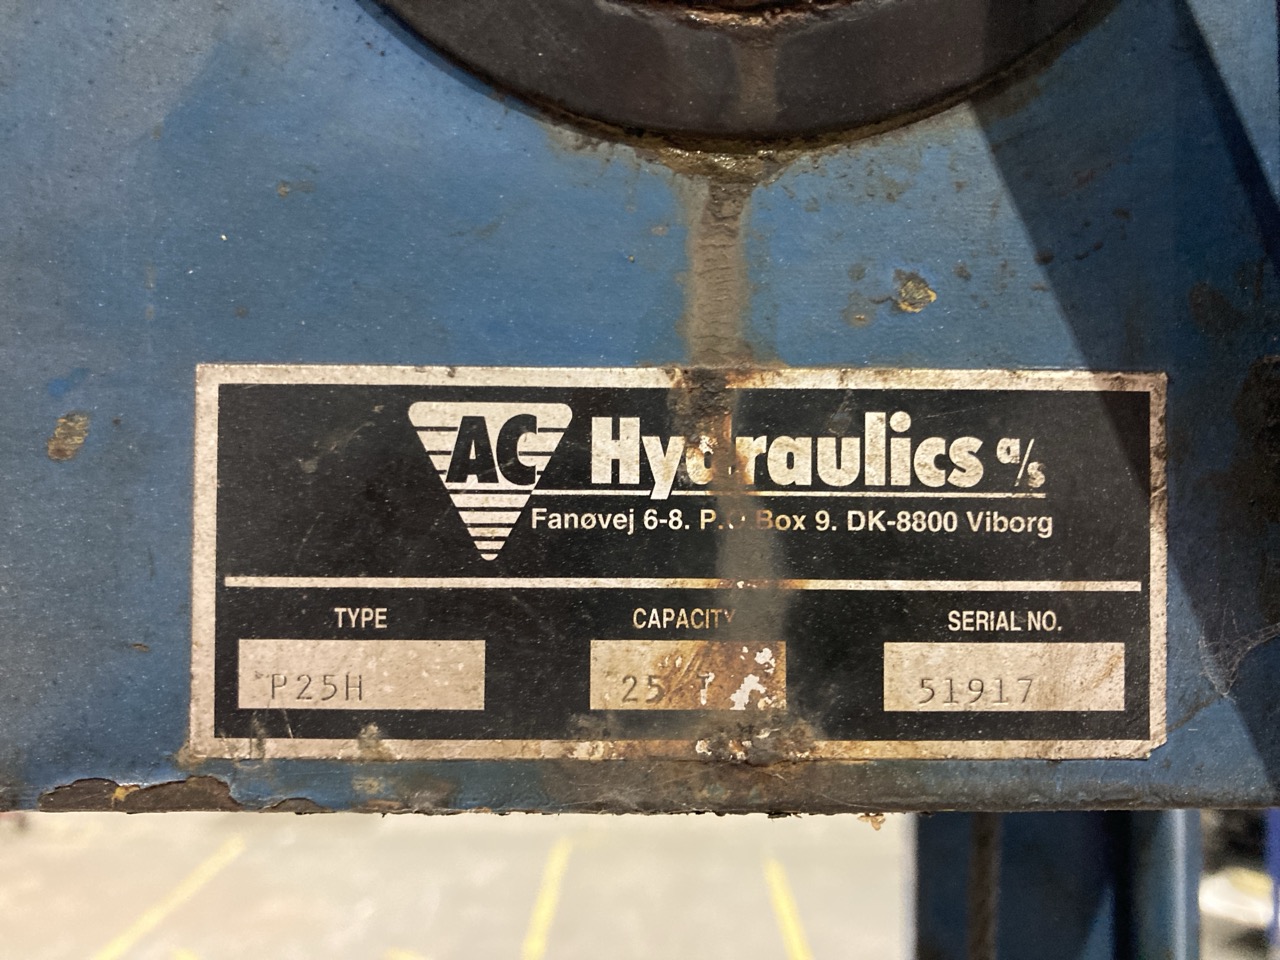 AC Hydraulics a/s
Fanøvej 6-8. P.O Box 9. DK-8800 Viborg
TYPE CAPACITY SERIAL NO.
P25H 25 T 51917